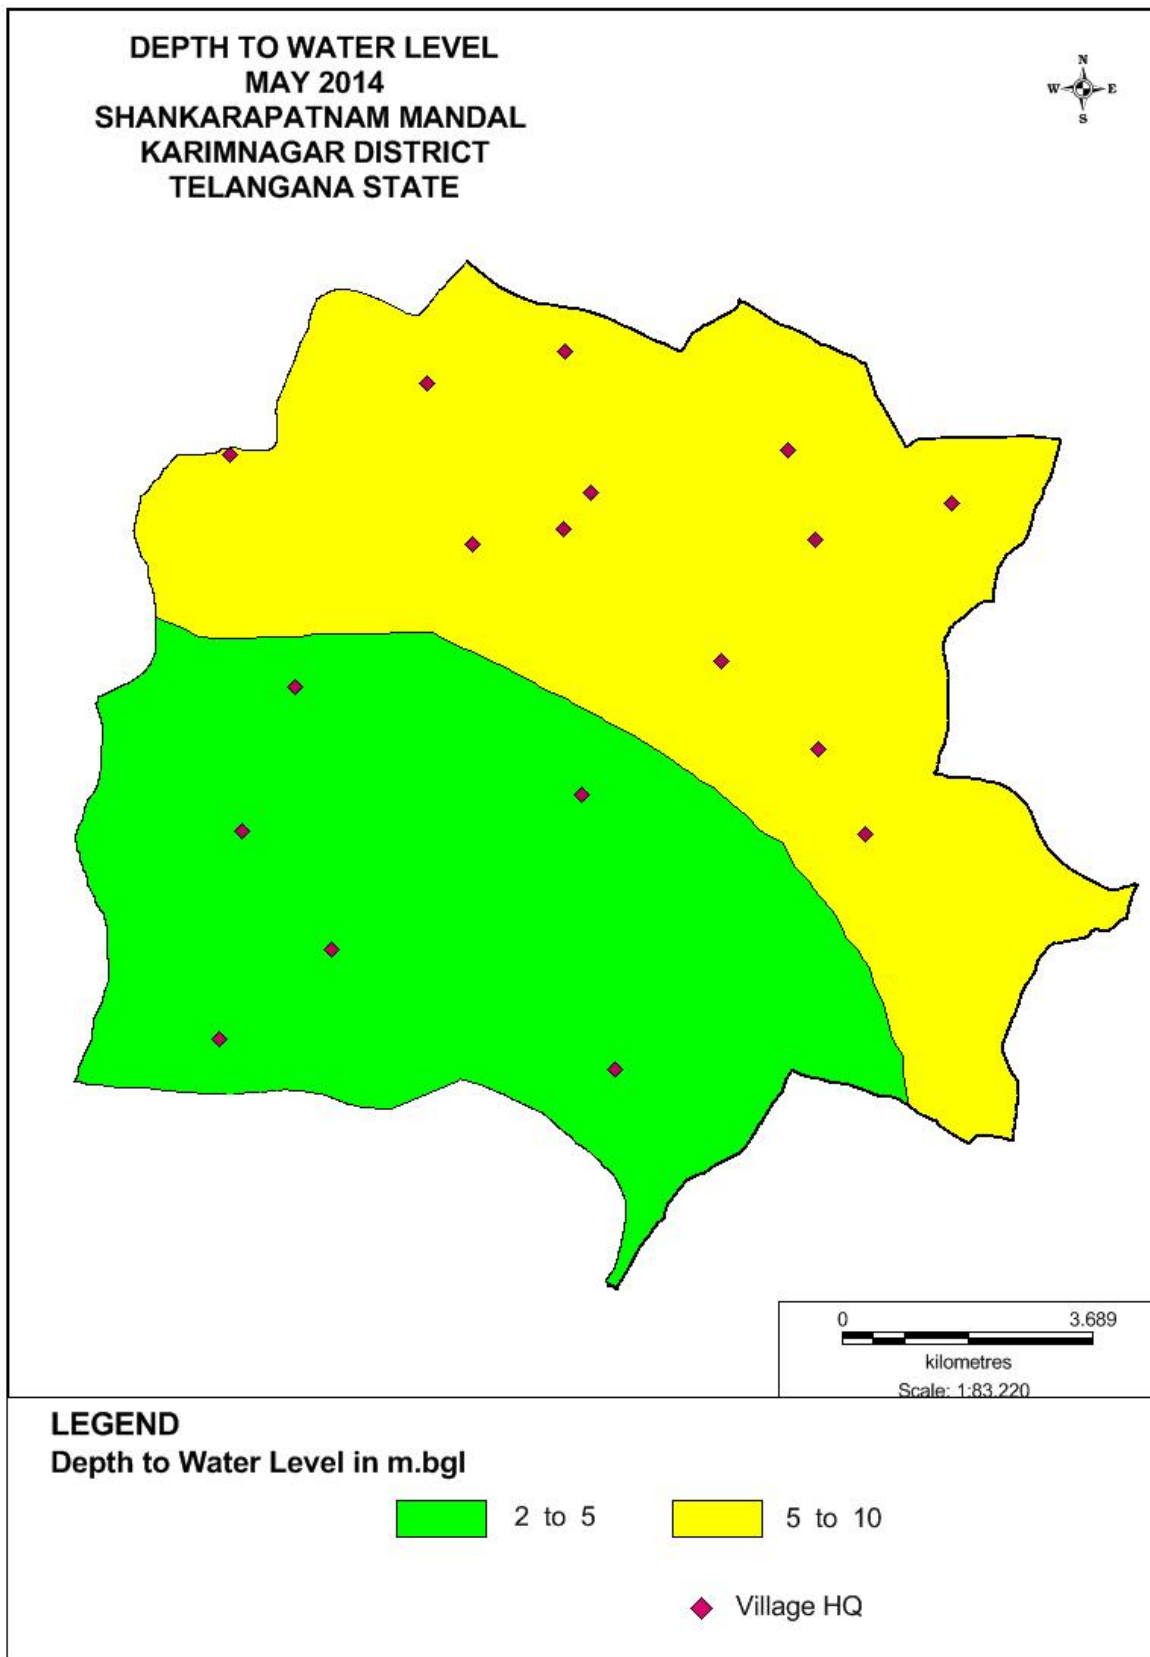 DEPTH TO WATER LEVEL
MAY 2014
SHANKARAPATNAM MANDAL
KARIMNAGAR DISTRICT
TELANGANA STATE
N
W E
S
0 3.689
kilometres
Scale: 1:83,220
LEGEND
Depth to Water Level in m.bgl
2 to 5 5 to 10
Village HQ